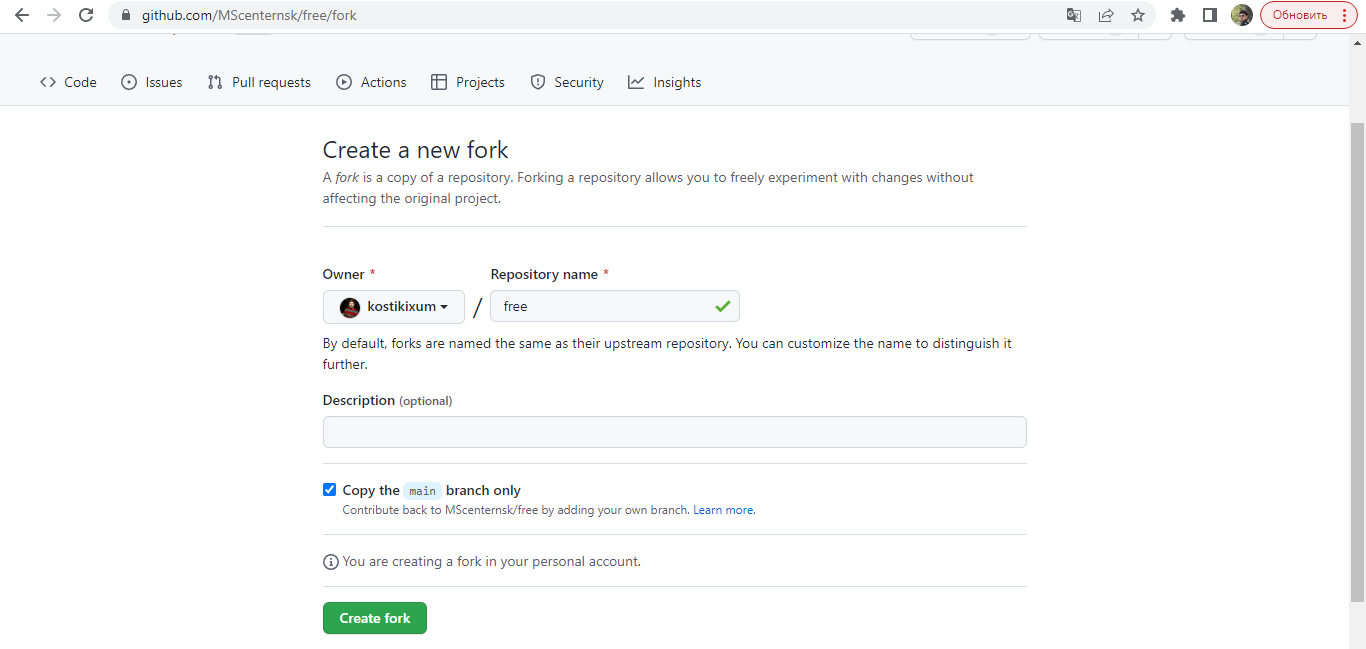 github.com/MScenternsk/free/fork
Обновить
Code Issues Pull requests Actions Projects Security Insights
Create a new fork
A fork is a copy of a repository. Forking a repository allows you to freely experiment with changes without
affecting the original project.
Owner * Repository name *
kostikixum / free
By default, forks are named the same as their upstream repository. You can customize the name to distinguish it
further.
Description (optional)
Copy the main branch only
Contribute back to MScenternsk/free by adding your own branch. Learn more.
You are creating a fork in your personal account.
Create fork